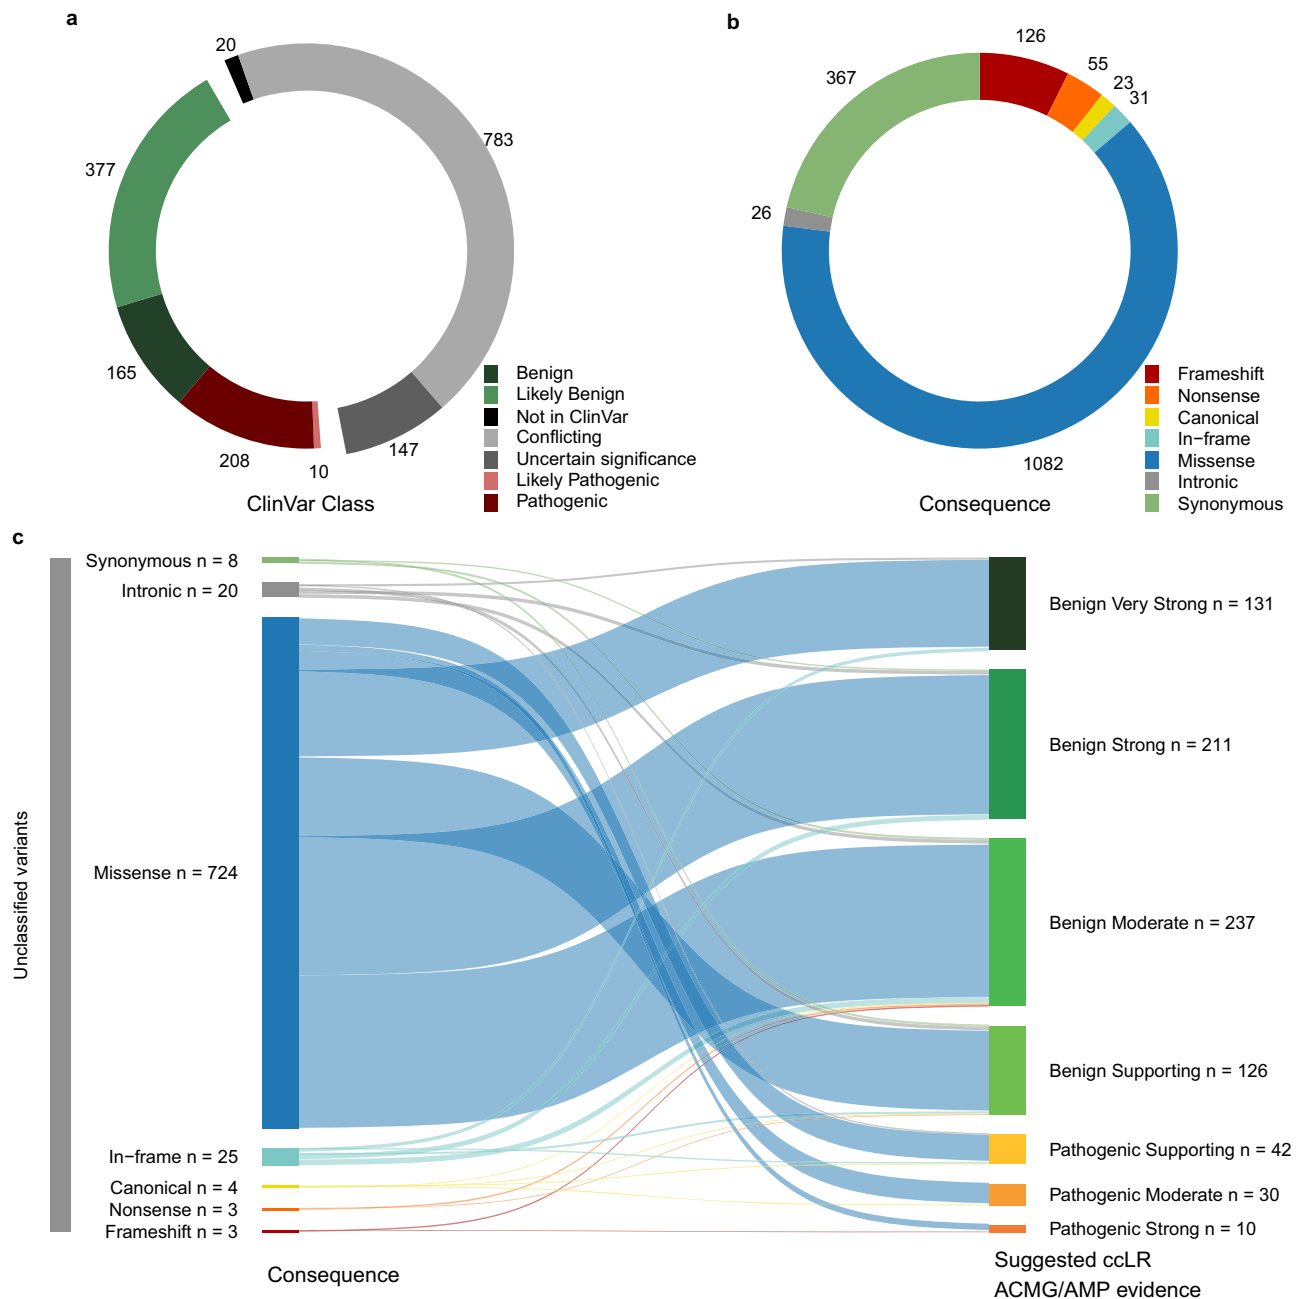 a
20
783
377
165
208
10
147
Benign
Likely Benign
Not in ClinVar
Conflicting
Uncertain significance
Likely Pathogenic
Pathogenic
ClinVar Class
b
126
55
23
31
367
26
1082
Frameshift
Nonsense
Canonical
In−frame
Missense
Intronic
Synonymous
Consequence
c
Unclassified variants
Synonymous n = 8
Intronic n = 20
Missense n = 724
In−frame n = 25
Canonical n = 4
Nonsense n = 3
Frameshift n = 3
Consequence
Benign Very Strong n = 131
Benign Strong n = 211
Benign Moderate n = 237
Benign Supporting n = 126
Pathogenic Supporting n = 42
Pathogenic Moderate n = 30
Pathogenic Strong n = 10
Suggested ccLR
ACMG/AMP evidence